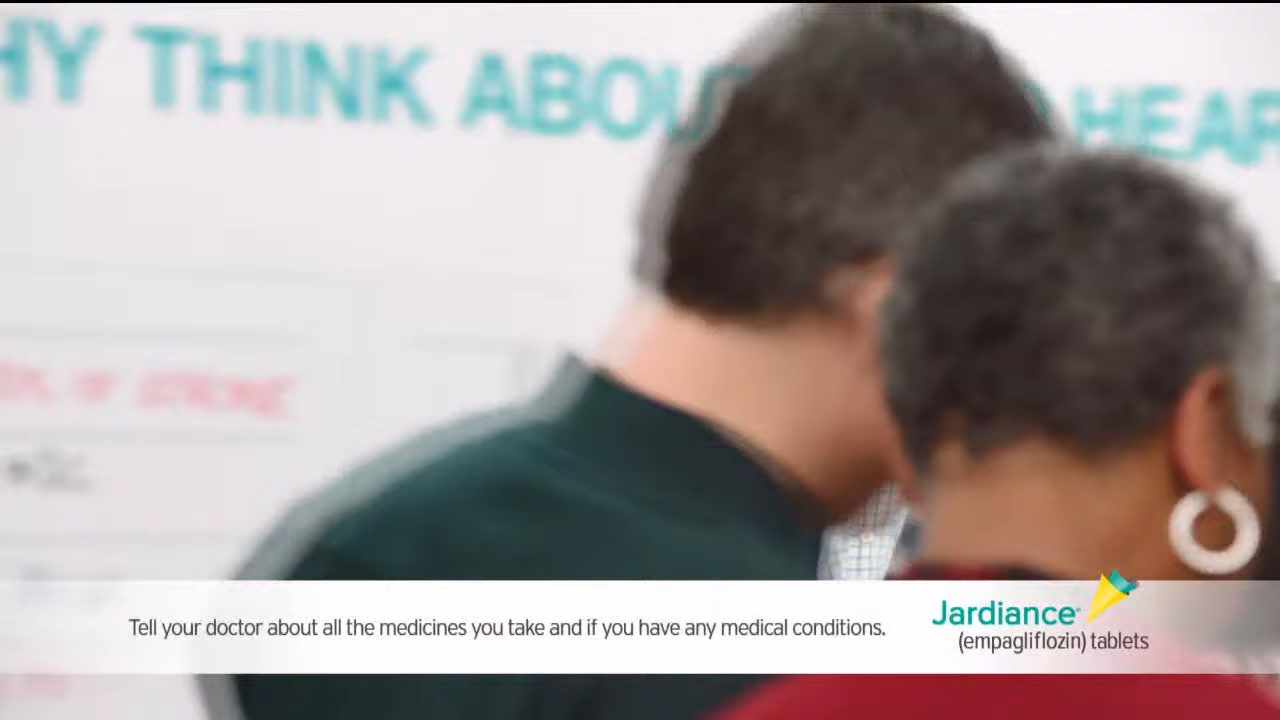 HY THINK ABOU HEAR
Tell your doctor about all the medicines you take and if you have any medical conditions.
Jardiance®
(empagliflozin) tablets